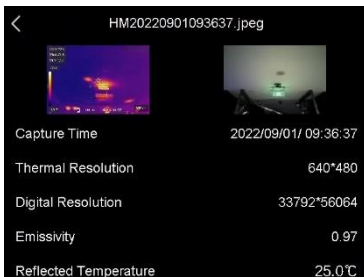 HM20220901093637.jpeg
Capture Time 2022/09/01/ 09:36:37
Thermal Resolution 640*480
Digital Resolution 33792*56064
Emissivity 0.97
Reflected Temperature 25.0℃